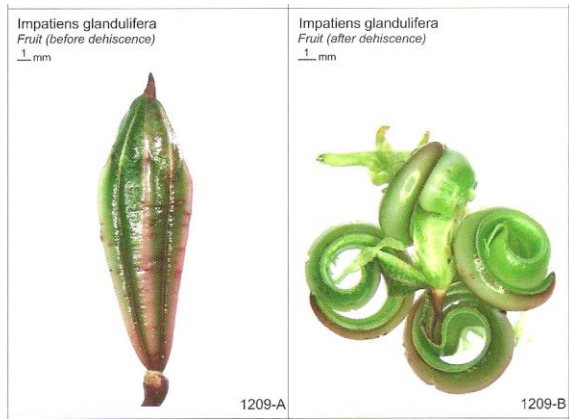 Impatiens glandulifera
Fruit (before dehiscence)
1 mm
1209-A
Impatiens glandulifera
Fruit (after dehiscence)
1 mm
1209-B